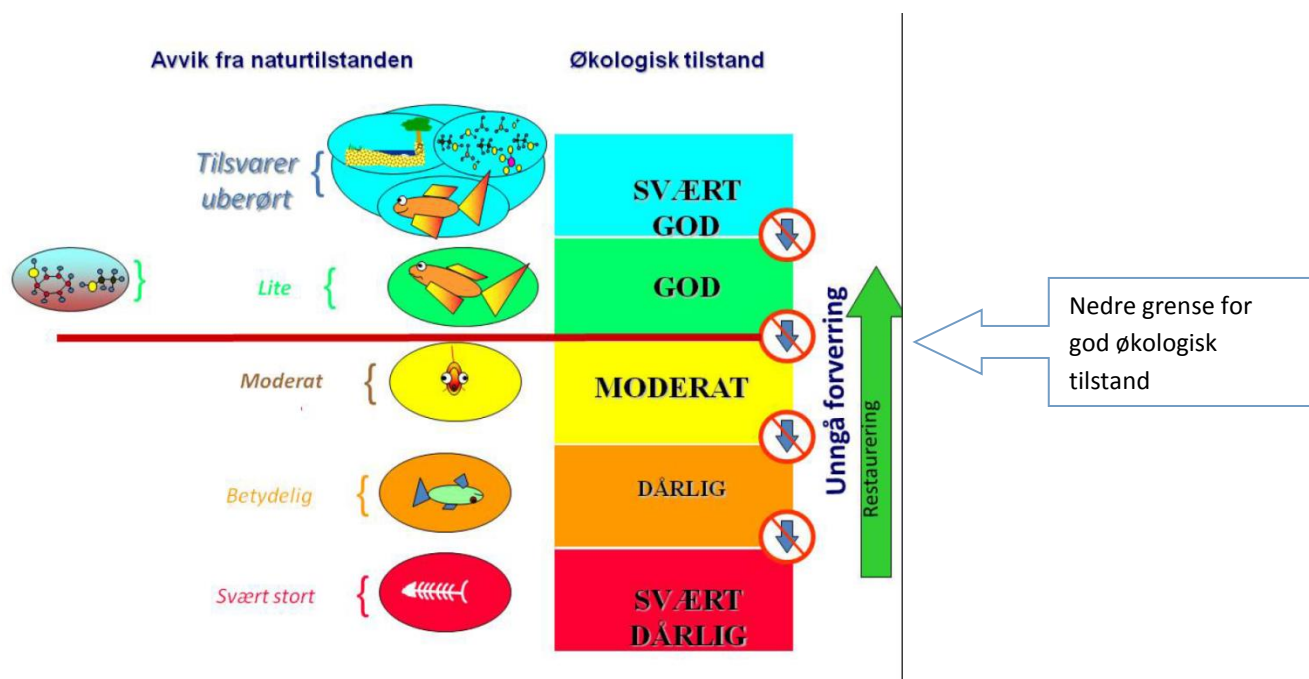 Avvik fra naturtilstanden
Økologisk tilstand
Tilsvarer
uberørt
SVÆRT
GOD
Lite
GOD
Moderat
MODERAT
Betydelig
DÅRLIG
Svært stort
SVÆRT
DÅRLIG
Unngå forverring
Restaurering
Nedre grense for
god økologisk
tilstand